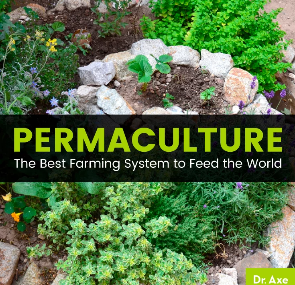 PERMACULTURE
The Best Farming System to Feed the World
Dr. Axe